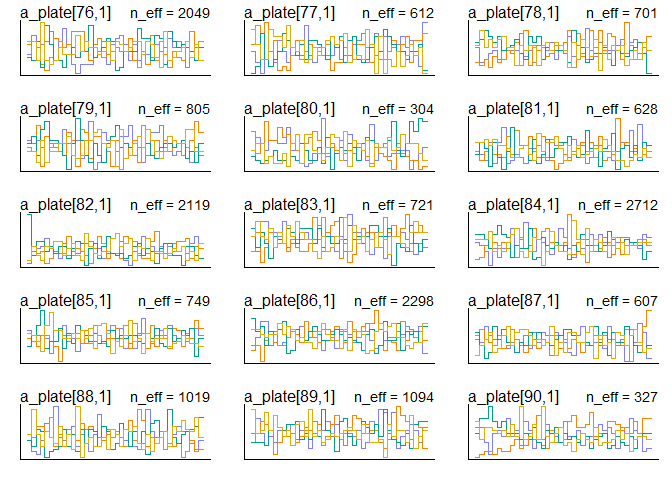 a_plate[76,1] n_eff = 2049 a_plate[77,1] n_eff = 612 a_plate[78,1] n_eff = 701
a_plate[79,1] n_eff = 805 a_plate[80,1] n_eff = 304 a_plate[81,1] n_eff = 628
a_plate[82,1] n_eff = 2119 a_plate[83,1] n_eff = 721 a_plate[84,1] n_eff = 2712
a_plate[85,1] n_eff = 749 a_plate[86,1] n_eff = 2298 a_plate[87,1] n_eff = 607
a_plate[88,1] n_eff = 1019 a_plate[89,1] n_eff = 1094 a_plate[90,1] n_eff = 327